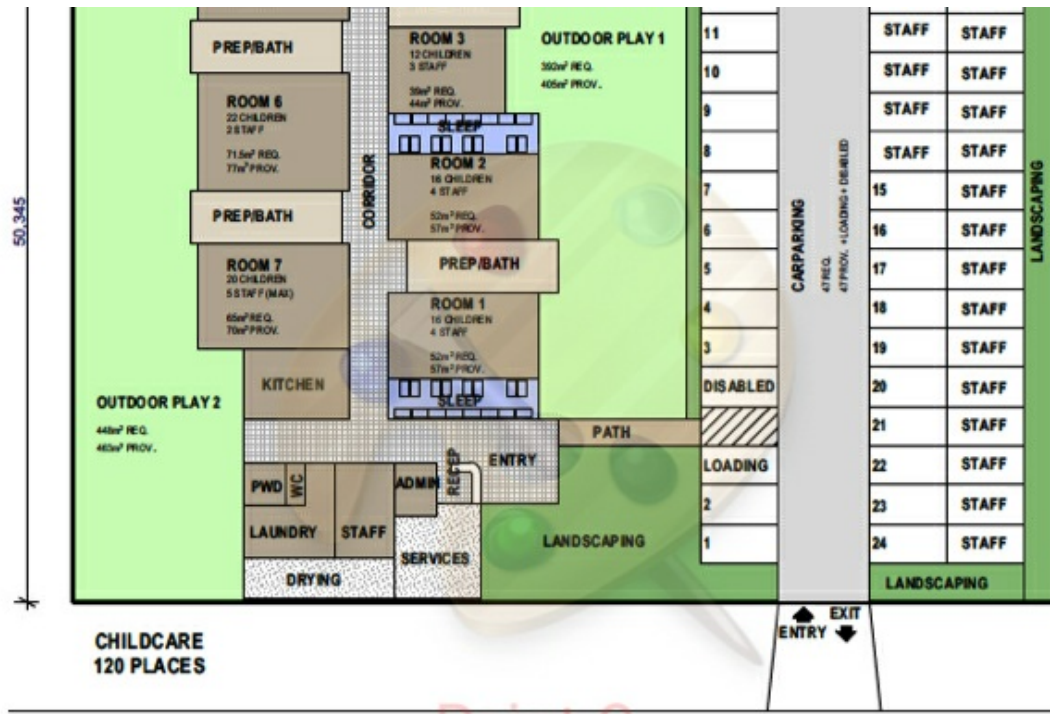 PREP/BATH
ROOM 6
22 CHILDREN
2 STAFF
71.5m² REQ.
77m² PROV.
PREP/BATH
ROOM 7
20 CHILDREN
5 STAFF (MAX)
65m² REQ.
70m² PROV.
KITCHEN
OUTDOOR PLAY 2
448m² REQ.
463m² PROV.
CORRIDOR
ROOM 3
12 CHILDREN
3 STAFF
39m² REQ.
44m² PROV.
SLEEP
ROOM 2
16 CHILDREN
4 STAFF
52m² REQ.
57m² PROV.
PREP/BATH
ROOM 1
16 CHILDREN
4 STAFF
52m² REQ.
57m² PROV.
SLEEP
OUTDOOR PLAY 1
392m² REQ.
405m² PROV.
PATH
ENTRY
RECEP
ADMIN
PWD
WC
LAUNDRY
STAFF
SERVICES
DRYING
LANDSCAPING
11
10
9
8
7
6
5
4
3
DISABLED
LOADING
2
1
CARPARKING
47 REQ.
47 PROV. + LOADING + DISABLED
STAFF STAFF
STAFF STAFF
STAFF STAFF
STAFF STAFF
15 STAFF
16 STAFF
17 STAFF
18 STAFF
19 STAFF
20 STAFF
21 STAFF
22 STAFF
23 STAFF
24 STAFF
LANDSCAPING
LANDSCAPING
50,345
ENTRY EXIT
CHILDCARE
120 PLACES